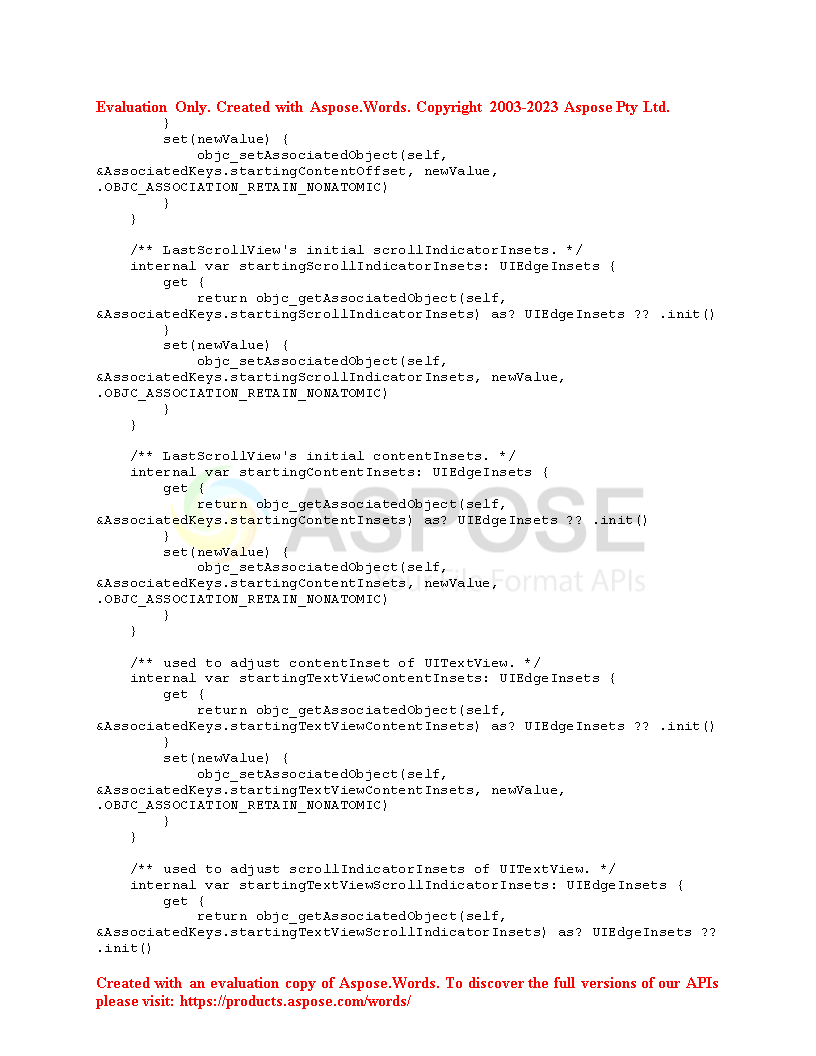 Evaluation Only. Created with Aspose.Words. Copyright 2003-2023 Aspose Pty Ltd.
        }
        set(newValue) {
            objc_setAssociatedObject(self,
&AssociatedKeys.startingContentOffset, newValue,
.OBJC_ASSOCIATION_RETAIN_NONATOMIC)
        }
    }

    /** LastScrollView's initial scrollIndicatorInsets. */
    internal var startingScrollIndicatorInsets: UIEdgeInsets {
        get {
            return objc_getAssociatedObject(self,
&AssociatedKeys.startingScrollIndicatorInsets) as? UIEdgeInsets ?? .init()
        }
        set(newValue) {
            objc_setAssociatedObject(self,
&AssociatedKeys.startingScrollIndicatorInsets, newValue,
.OBJC_ASSOCIATION_RETAIN_NONATOMIC)
        }
    }

    /** LastScrollView's initial contentInsets. */
    internal var startingContentInsets: UIEdgeInsets {
        get {
            return objc_getAssociatedObject(self,
&AssociatedKeys.startingContentInsets) as? UIEdgeInsets ?? .init()
        }
        set(newValue) {
            objc_setAssociatedObject(self,
&AssociatedKeys.startingContentInsets, newValue,
.OBJC_ASSOCIATION_RETAIN_NONATOMIC)
        }
    }

    /** used to adjust contentInset of UITextView. */
    internal var startingTextViewContentInsets: UIEdgeInsets {
        get {
            return objc_getAssociatedObject(self,
&AssociatedKeys.startingTextViewContentInsets) as? UIEdgeInsets ?? .init()
        }
        set(newValue) {
            objc_setAssociatedObject(self,
&AssociatedKeys.startingTextViewContentInsets, newValue,
.OBJC_ASSOCIATION_RETAIN_NONATOMIC)
        }
    }

    /** used to adjust scrollIndicatorInsets of UITextView. */
    internal var startingTextViewScrollIndicatorInsets: UIEdgeInsets {
        get {
            return objc_getAssociatedObject(self,
&AssociatedKeys.startingTextViewScrollIndicatorInsets) as? UIEdgeInsets ??
.init()
ASPOSE
Your File Format APIs
Created with an evaluation copy of Aspose.Words. To discover the full versions of our APIs
please visit: https://products.aspose.com/words/